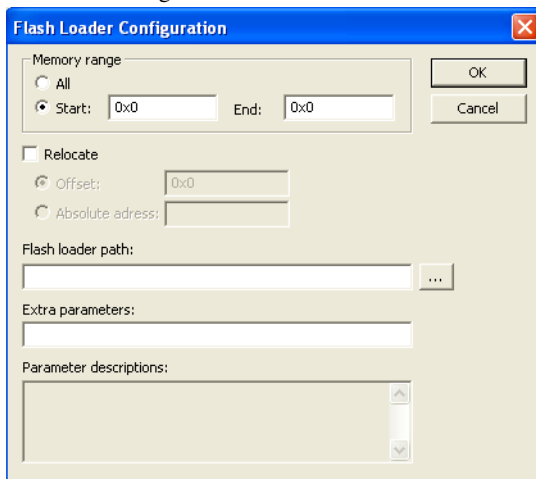 Flash Loader Configuration
Memory range
All
Start: 0x0 End: 0x0
OK
Cancel
Relocate
Offset: 0x0
Absolute adress:
Flash loader path:
...
Extra parameters:
Parameter descriptions: